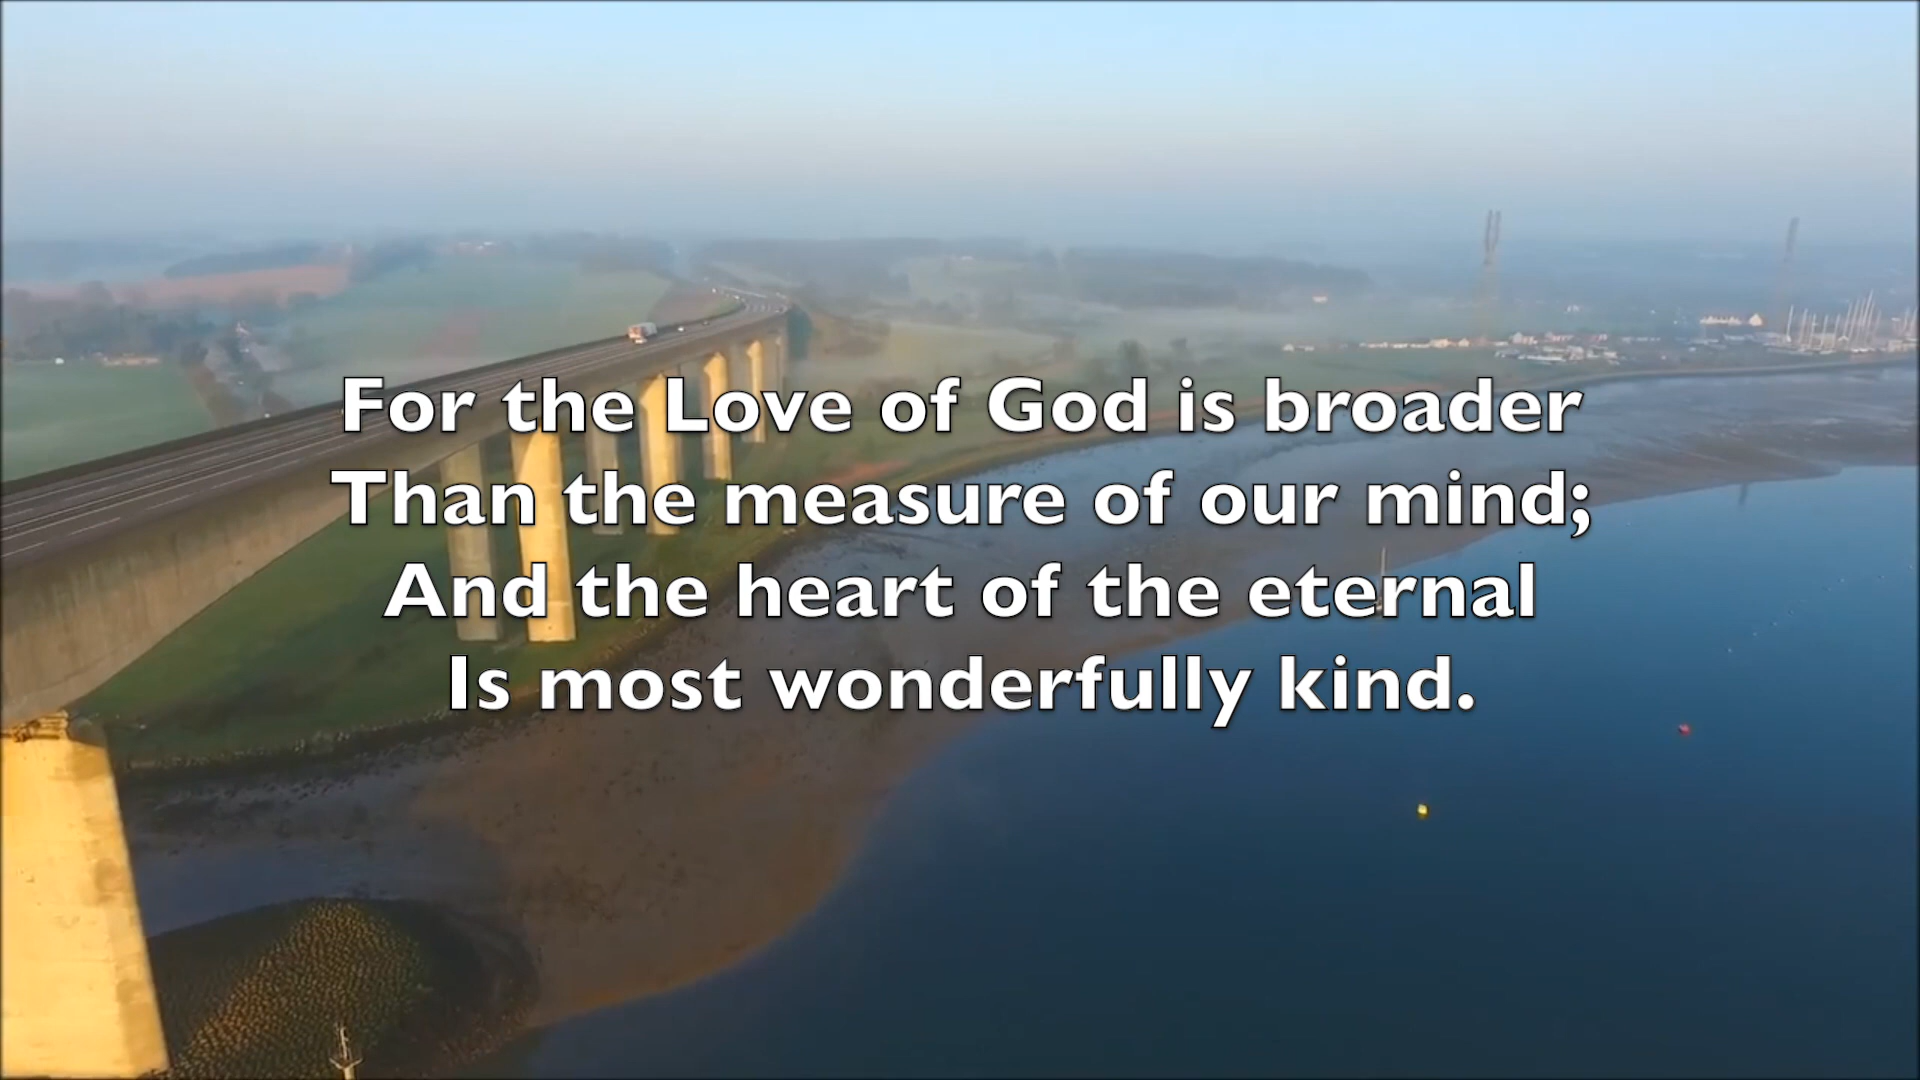 For the Love of God is broader
Than the measure of our mind;
And the heart of the eternal
Is most wonderfully kind.